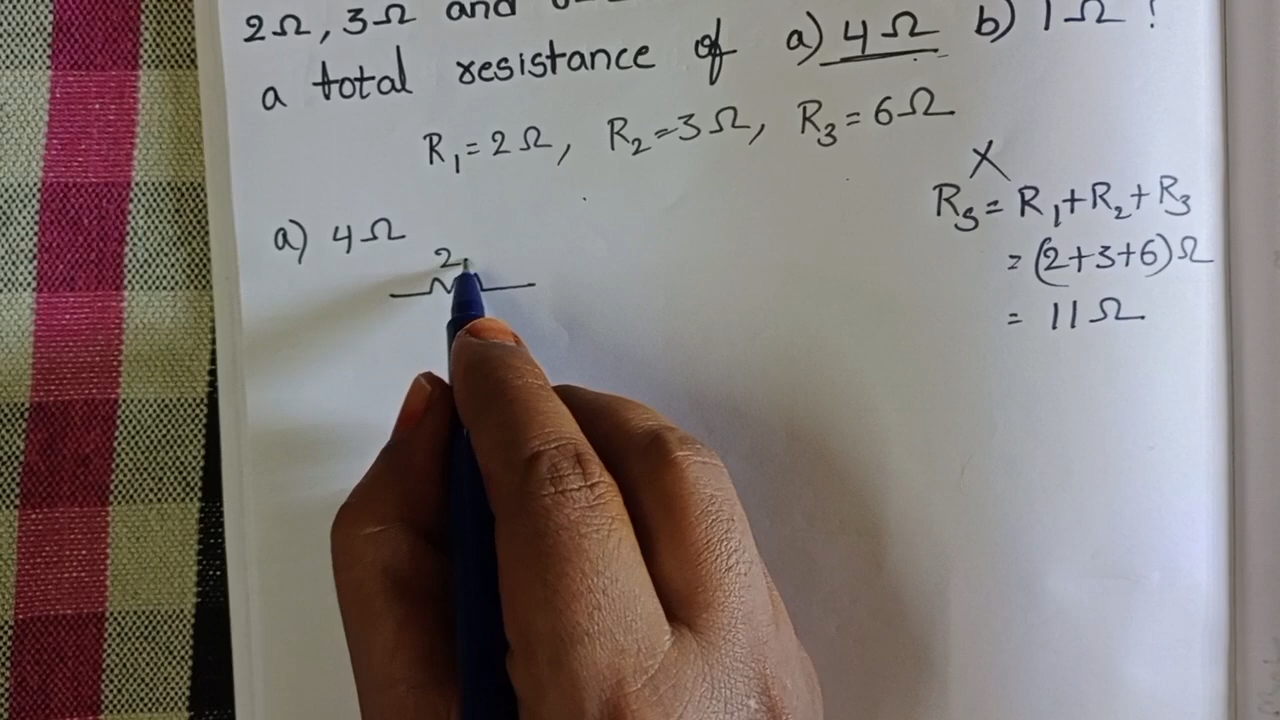 2Ω, 3Ω and
a total resistance of a) 4Ω b) 1Ω?
R₁=2Ω, R₂=3Ω, R₃=6Ω
X
R_S = R₁+R₂+R₃
= (2+3+6)Ω
= 11Ω
a) 4Ω
2